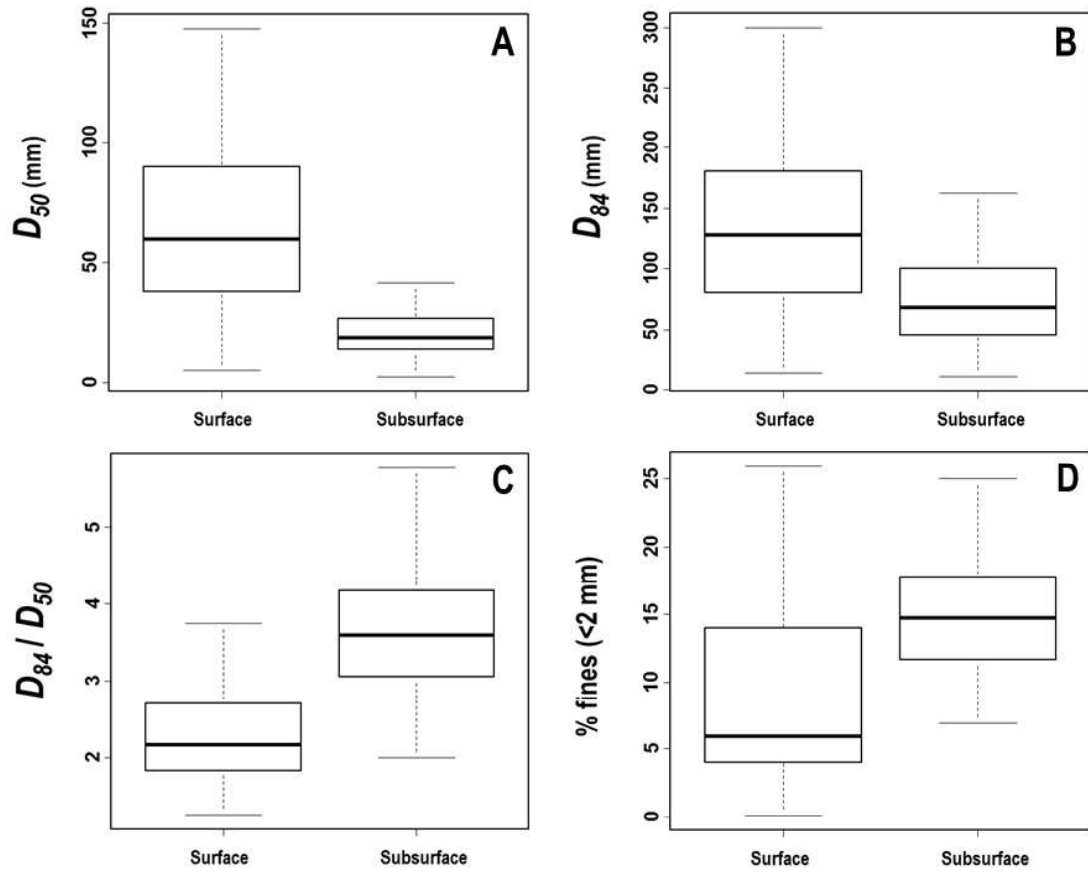 A
D50 (mm)
150
100
50
0
Surface
Subsurface
B
D84 (mm)
300
250
200
150
100
50
0
Surface
Subsurface
C
D84 / D50
5
4
3
2
Surface
Subsurface
D
% fines (<2 mm)
25
20
15
10
5
0
Surface
Subsurface